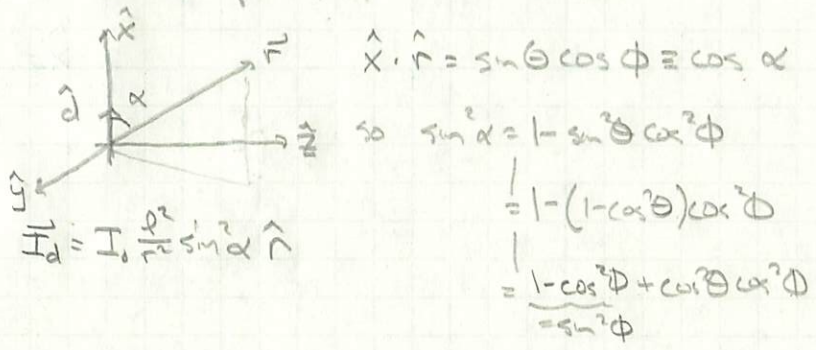 x̂
r⃗
x̂ · r̂ = sin θ cos Φ ≡ cos α
d̂
α
ẑ
so sin²α = 1 - sin²θ cos²Φ
ŷ
= 1 - (1 - cos²θ) cos²Φ
I⃗_d = I₀ ℓ²/r² sin²α r̂
= 1 - cos²Φ + cos²θ cos²Φ
= sin²Φ